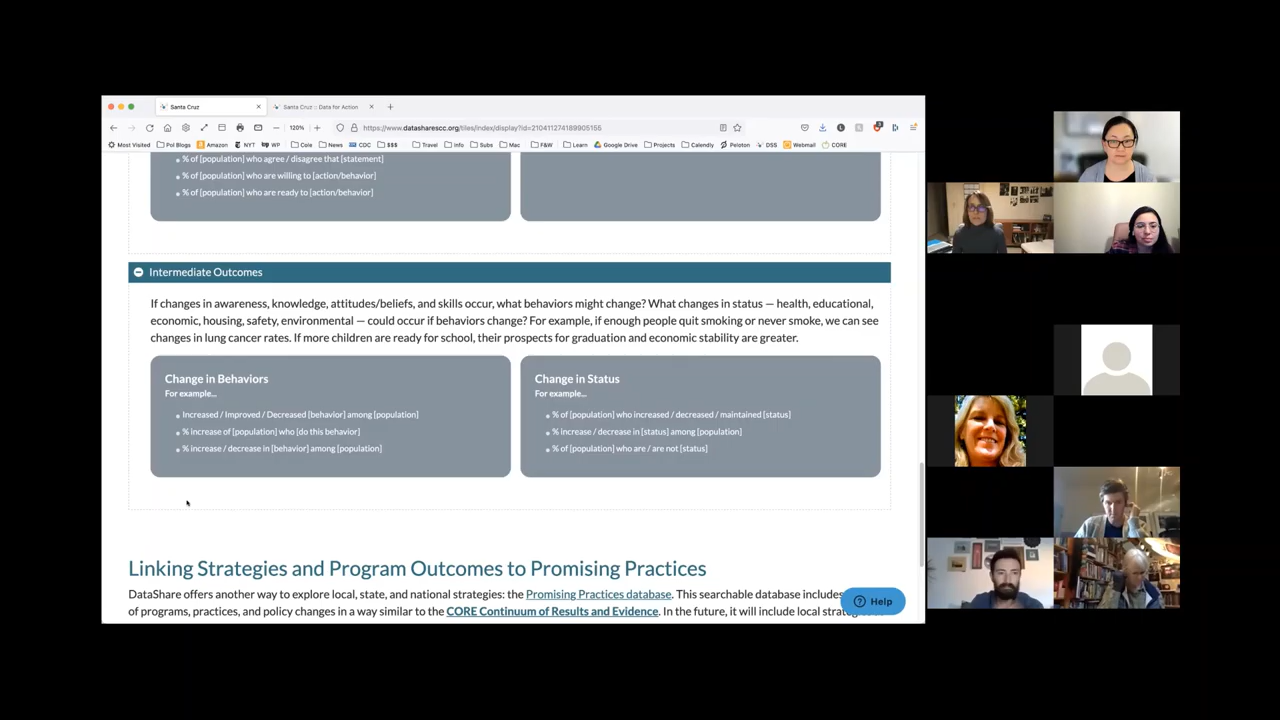 Santa Cruz
Santa Cruz :: Data for Action
120%
https://www.datasharescc.org/tiles/index/display?id=210411274189905155
Most Visited Pol Blogs Amazon NYT WP Cole News CDC $$$ Travel Info Subs Mac F&W Learn Google Drive Projects Calendly Peloton DSS Webmail CORE
% of [population] who agree / disagree that [statement]
% of [population] who are willing to [action/behavior]
% of [population] who are ready to [action/behavior]
Intermediate Outcomes
If changes in awareness, knowledge, attitudes/beliefs, and skills occur, what behaviors might change? What changes in status — health, educational,
economic, housing, safety, environmental — could occur if behaviors change? For example, if enough people quit smoking or never smoke, we can see
changes in lung cancer rates. If more children are ready for school, their prospects for graduation and economic stability are greater.
Change in Behaviors
For example...
Increased / Improved / Decreased [behavior] among [population]
% increase of [population] who [do this behavior]
% increase / decrease in [behavior] among [population]
Change in Status
For example...
% of [population] who increased / decreased / maintained [status]
% increase / decrease in [status] among [population]
% of [population] who are / are not [status]
Linking Strategies and Program Outcomes to Promising Practices
DataShare offers another way to explore local, state, and national strategies: the Promising Practices database. This searchable database includes
of programs, practices, and policy changes in a way similar to the CORE Continuum of Results and Evidence. In the future, it will include local
Help